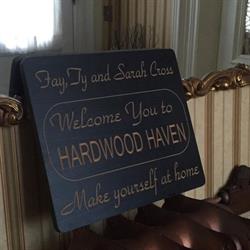 Fay, Ty and Sarah Cross
Welcome You to
HARDWOOD HAVEN
Make yourself at home